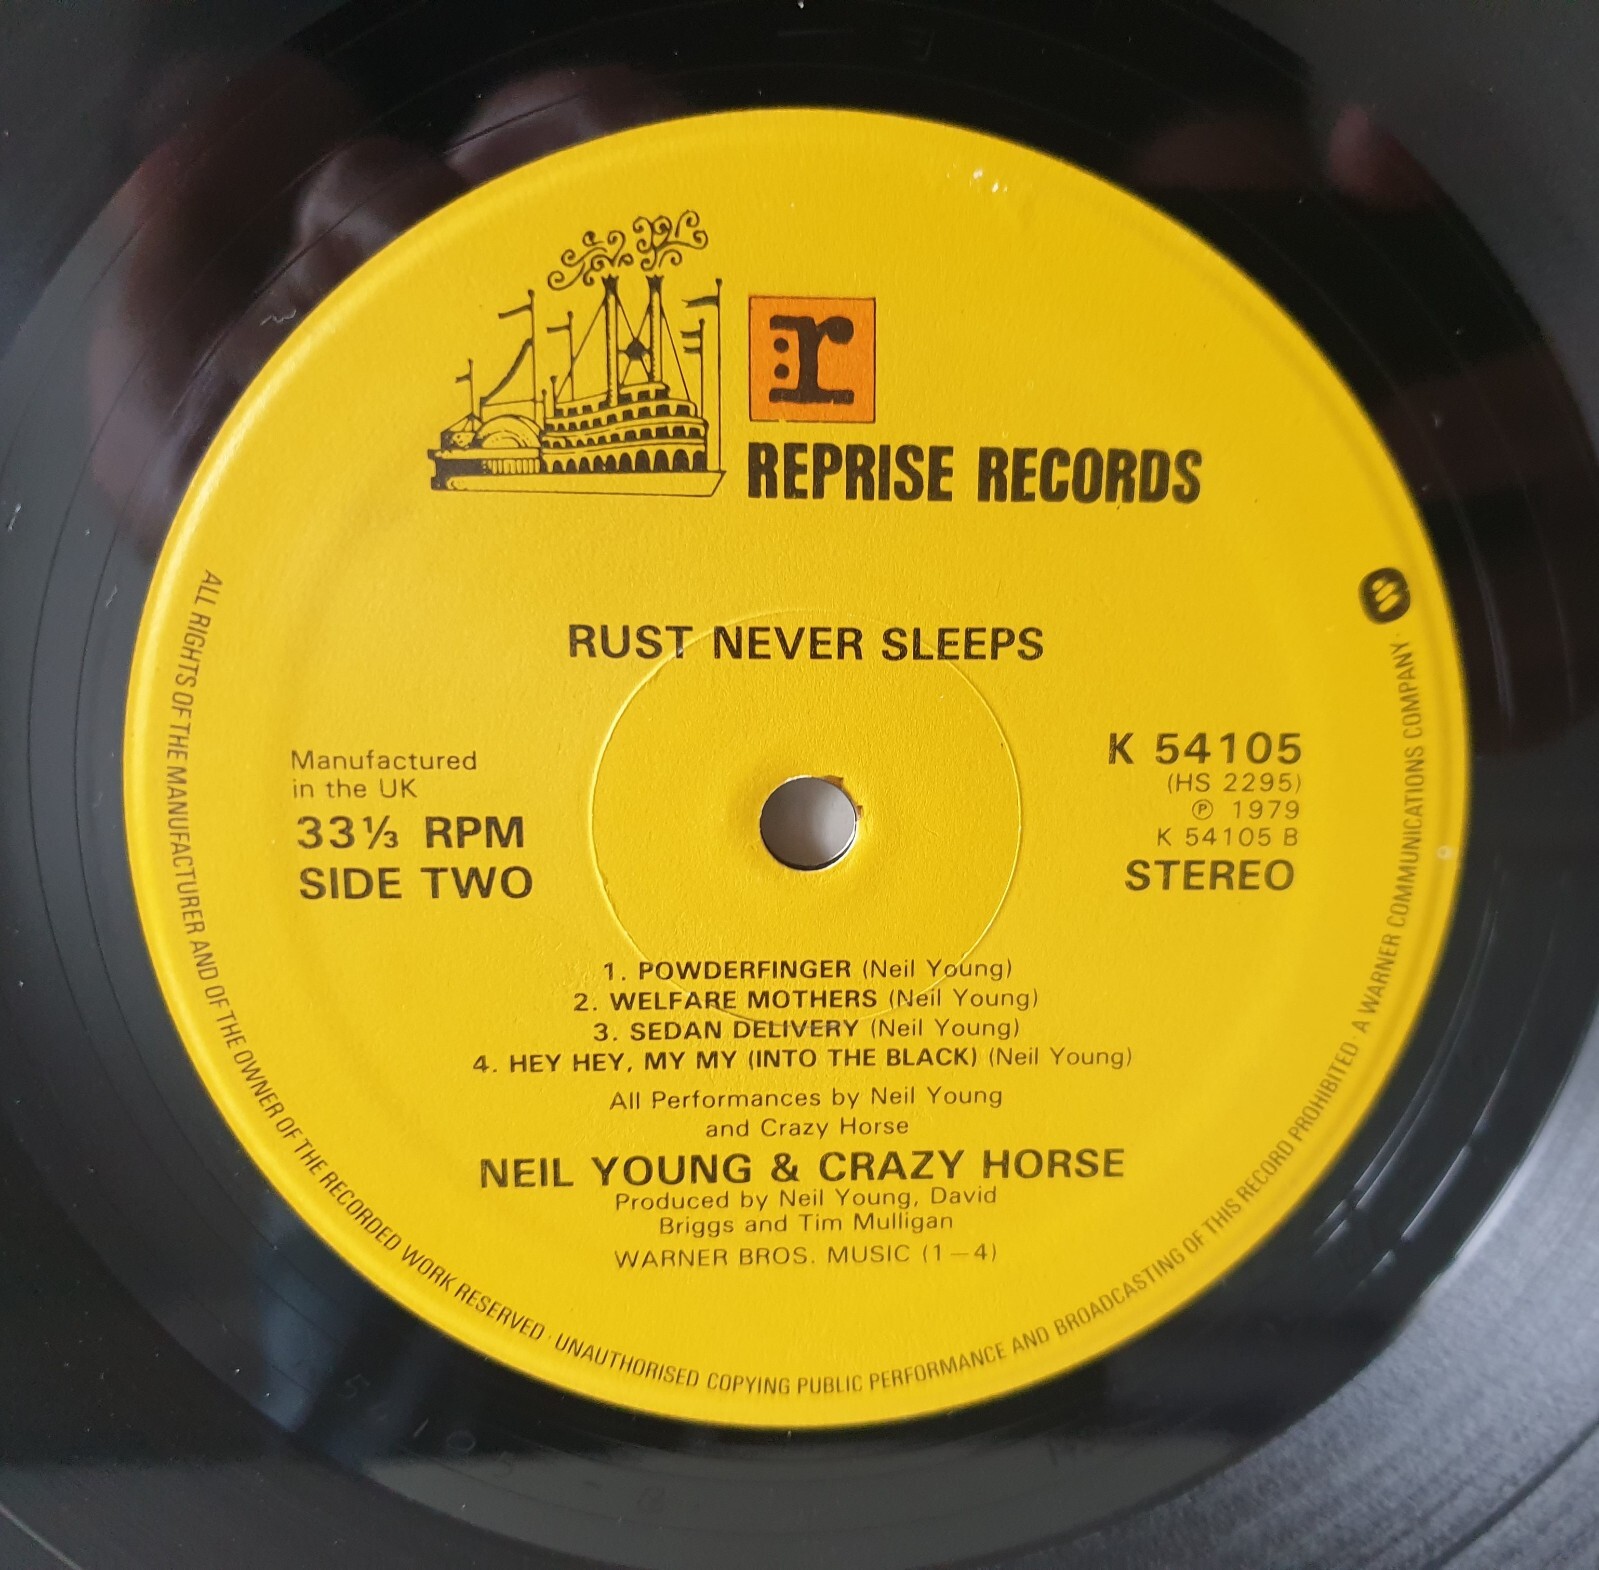 r
REPRISE RECORDS
RUST NEVER SLEEPS
Manufactured
in the UK
33⅓ RPM
SIDE TWO
K 54105
(HS 2295)
℗ 1979
K 54105 B
STEREO
1. POWDERFINGER (Neil Young)
2. WELFARE MOTHERS (Neil Young)
3. SEDAN DELIVERY (Neil Young)
4. HEY HEY, MY MY (INTO THE BLACK) (Neil Young)
All Performances by Neil Young
and Crazy Horse
NEIL YOUNG & CRAZY HORSE
Produced by Neil Young, David
Briggs and Tim Mulligan
WARNER BROS. MUSIC (1–4)
ALL RIGHTS OF THE MANUFACTURER AND OF THE OWNER OF THE RECORDED WORK RESERVED · UNAUTHORISED COPYING PUBLIC PERFORMANCE AND BROADCASTING OF THIS RECORD PROHIBITED · A WARNER COMMUNICATIONS COMPANY ·